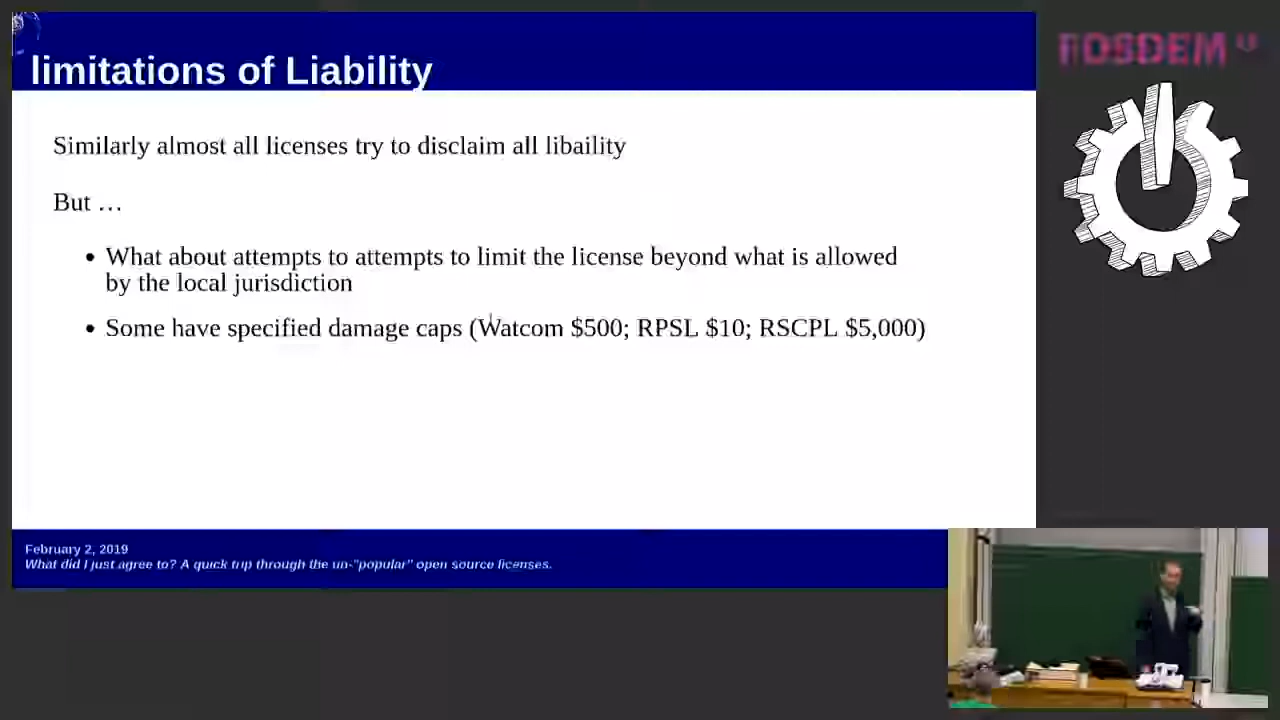 limitations of Liability
FOSDEM
Similarly almost all licenses try to disclaim all libaility
But …
• What about attempts to attempts to limit the license beyond what is allowed
by the local jurisdiction
• Some have specified damage caps (Watcom $500; RPSL $10; RSCPL $5,000)
February 2, 2019
What did I just agree to? A quick trip through the un-"popular" open source licenses.